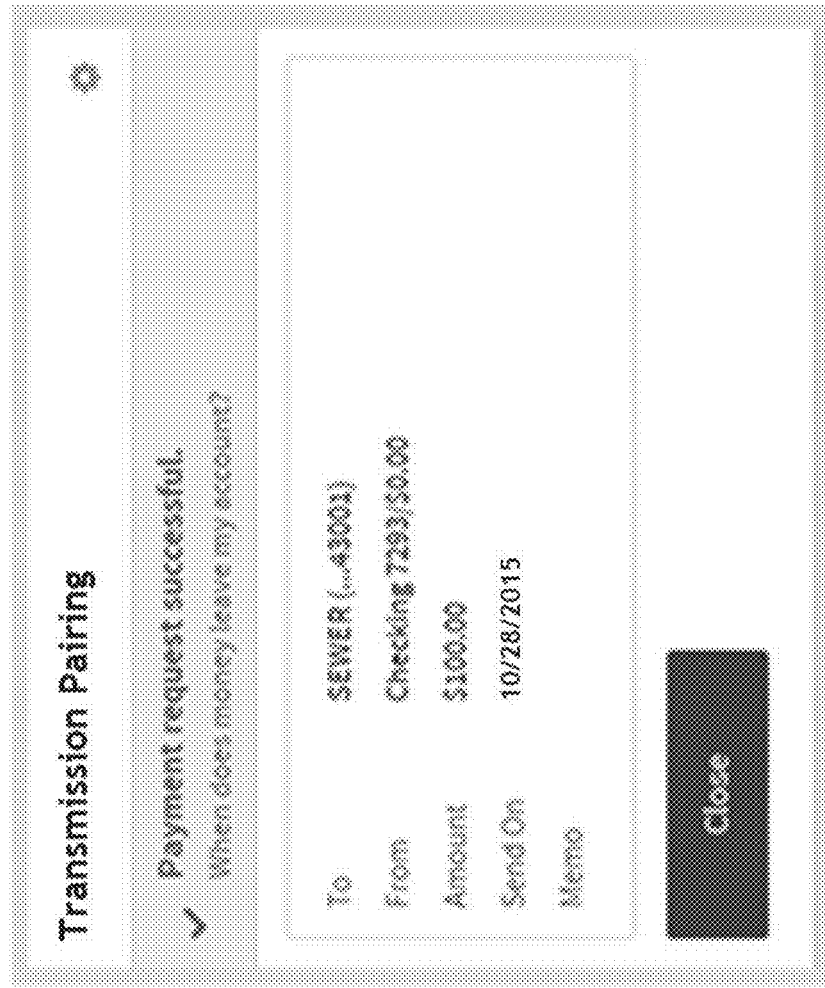 Transmission Pairing
Payment request successful.
When does money leave my account?
To SEWER (...43001)
From Checking 7293/$0.00
Amount $100.00
Send On 10/28/2015
Memo
Close